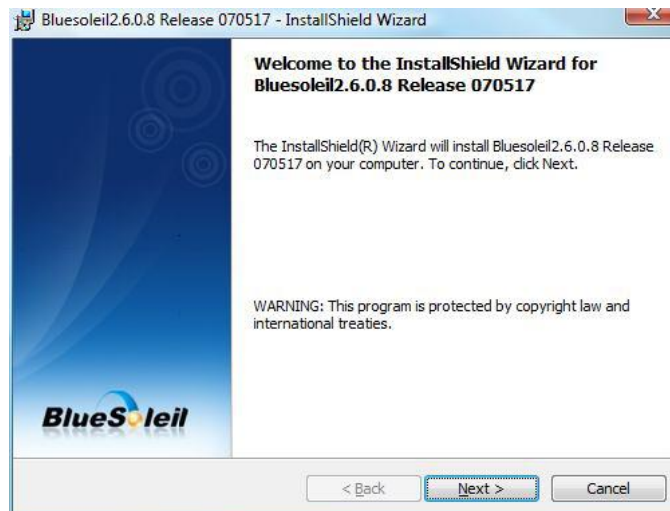 Bluesoleil2.6.0.8 Release 070517 - InstallShield Wizard
Welcome to the InstallShield Wizard for
Bluesoleil2.6.0.8 Release 070517
The InstallShield(R) Wizard will install Bluesoleil2.6.0.8 Release
070517 on your computer. To continue, click Next.
WARNING: This program is protected by copyright law and
international treaties.
BlueSoleil
< Back
Next >
Cancel